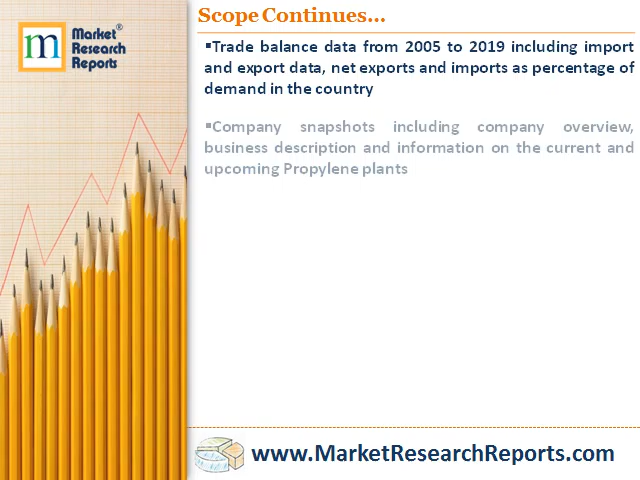 Scope Continues...
m
Market®
Research
Reports
▪Trade balance data from 2005 to 2019 including import
and export data, net exports and imports as percentage of
demand in the country
▪Company snapshots including company overview,
business description and information on the current and
upcoming Propylene plants
www.MarketResearchReports.com